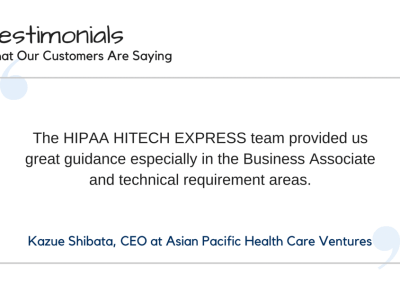 estimonials
at Our Customers Are Saying
The HIPAA HITECH EXPRESS team provided us
great guidance especially in the Business Associate
and technical requirement areas.
Kazue Shibata, CEO at Asian Pacific Health Care Ventures